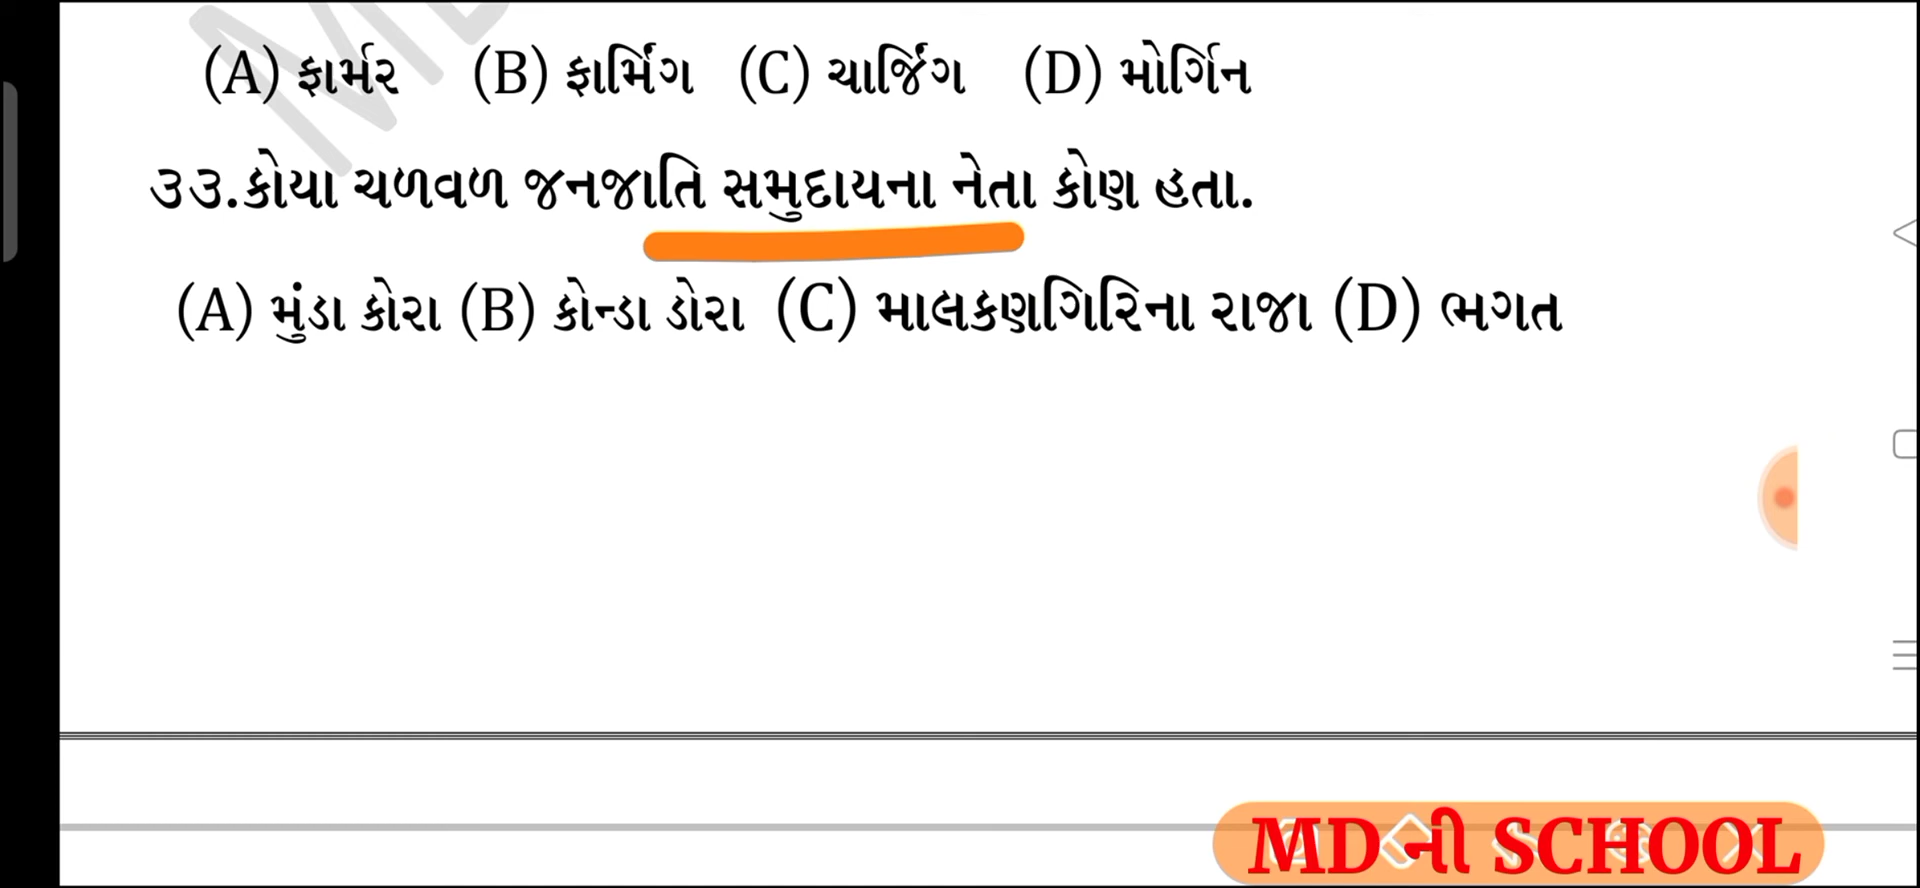 (A) ફાર્મર (B) ફાર્મિંગ (C) ચાર્જિંગ (D) મોર્ગિન
૩૩.કોયા ચળવળ જનજાતિ સમુદાયના નેતા કોણ હતા.
(A) મુંડા કોરા (B) કોન્ડા ડોરા (C) માલકણગિરિના રાજા (D) ભગત
MDની SCHOOL